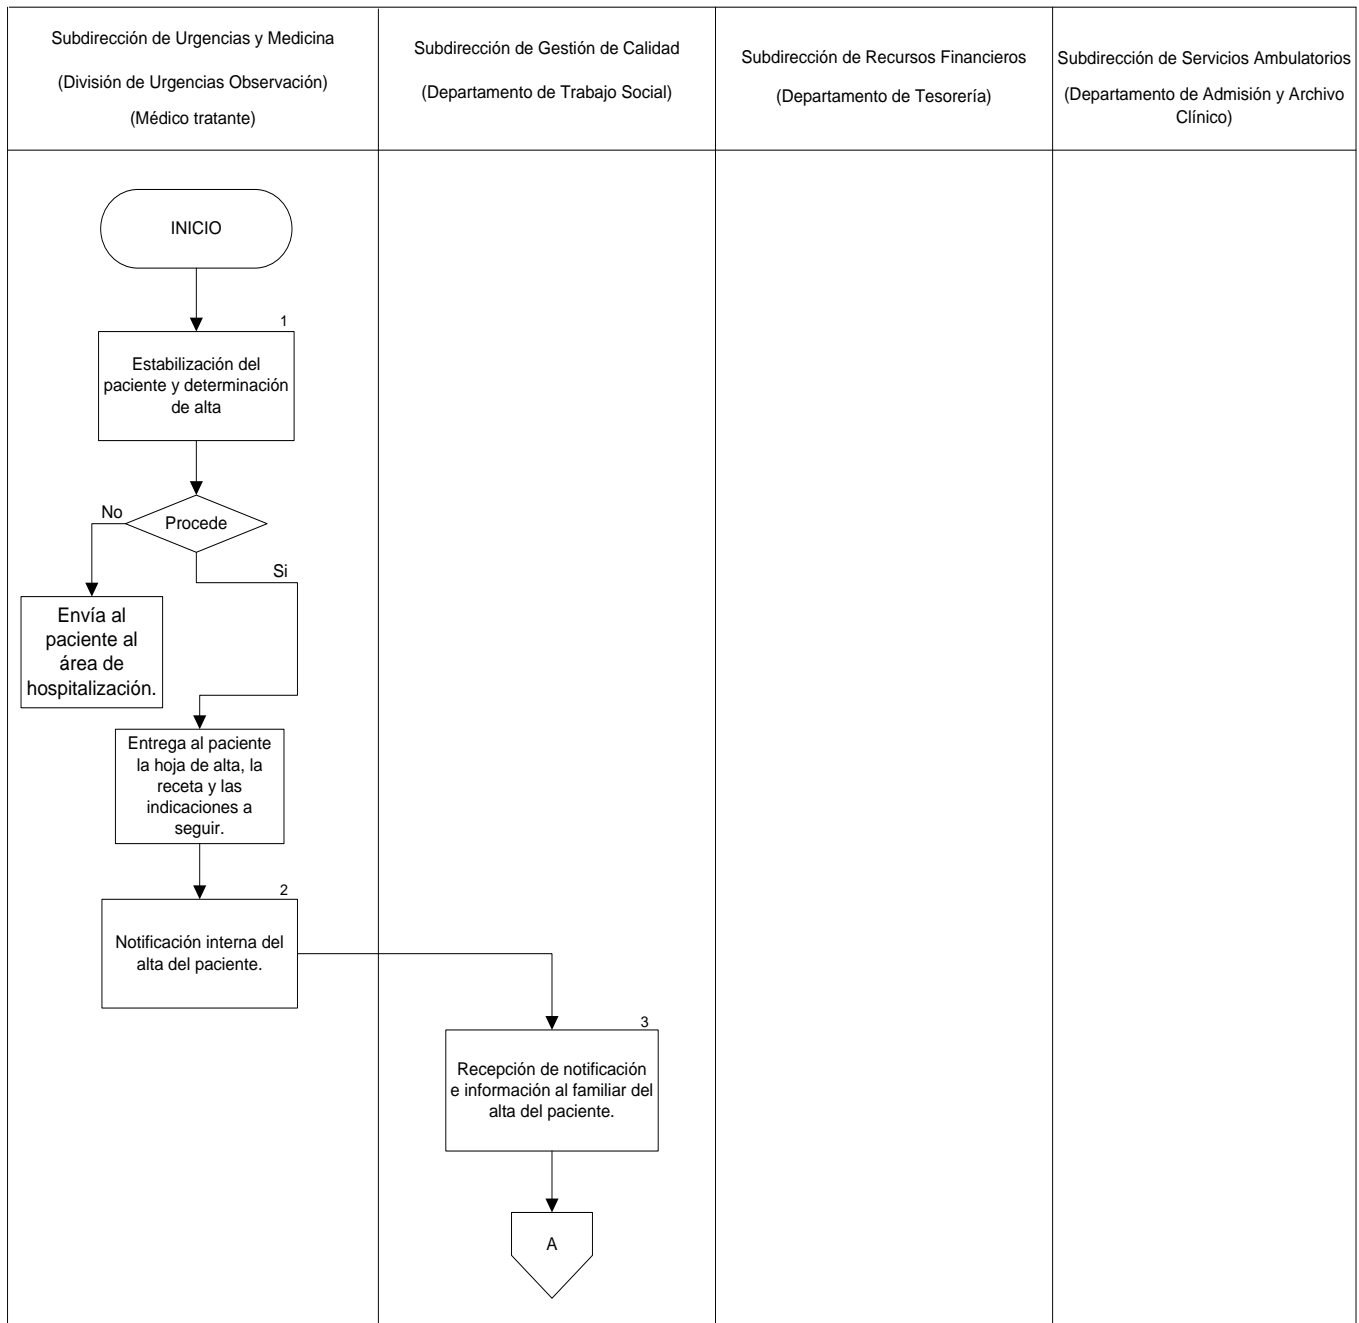 Subdirección de Urgencias y Medicina
(División de Urgencias Observación)
(Médico tratante)
Subdirección de Gestión de Calidad
(Departamento de Trabajo Social)
Subdirección de Recursos Financieros
(Departamento de Tesorería)
Subdirección de Servicios Ambulatorios
(Departamento de Admisión y Archivo
Clínico)
INICIO
1
Estabilización del
paciente y determinación
de alta
Procede
No
Si
Envía al
paciente al
área de
hospitalización.
Entrega al paciente
la hoja de alta, la
receta y las
indicaciones a
seguir.
2
Notificación interna del
alta del paciente.
3
Recepción de notificación
e información al familiar del
alta del paciente.
A